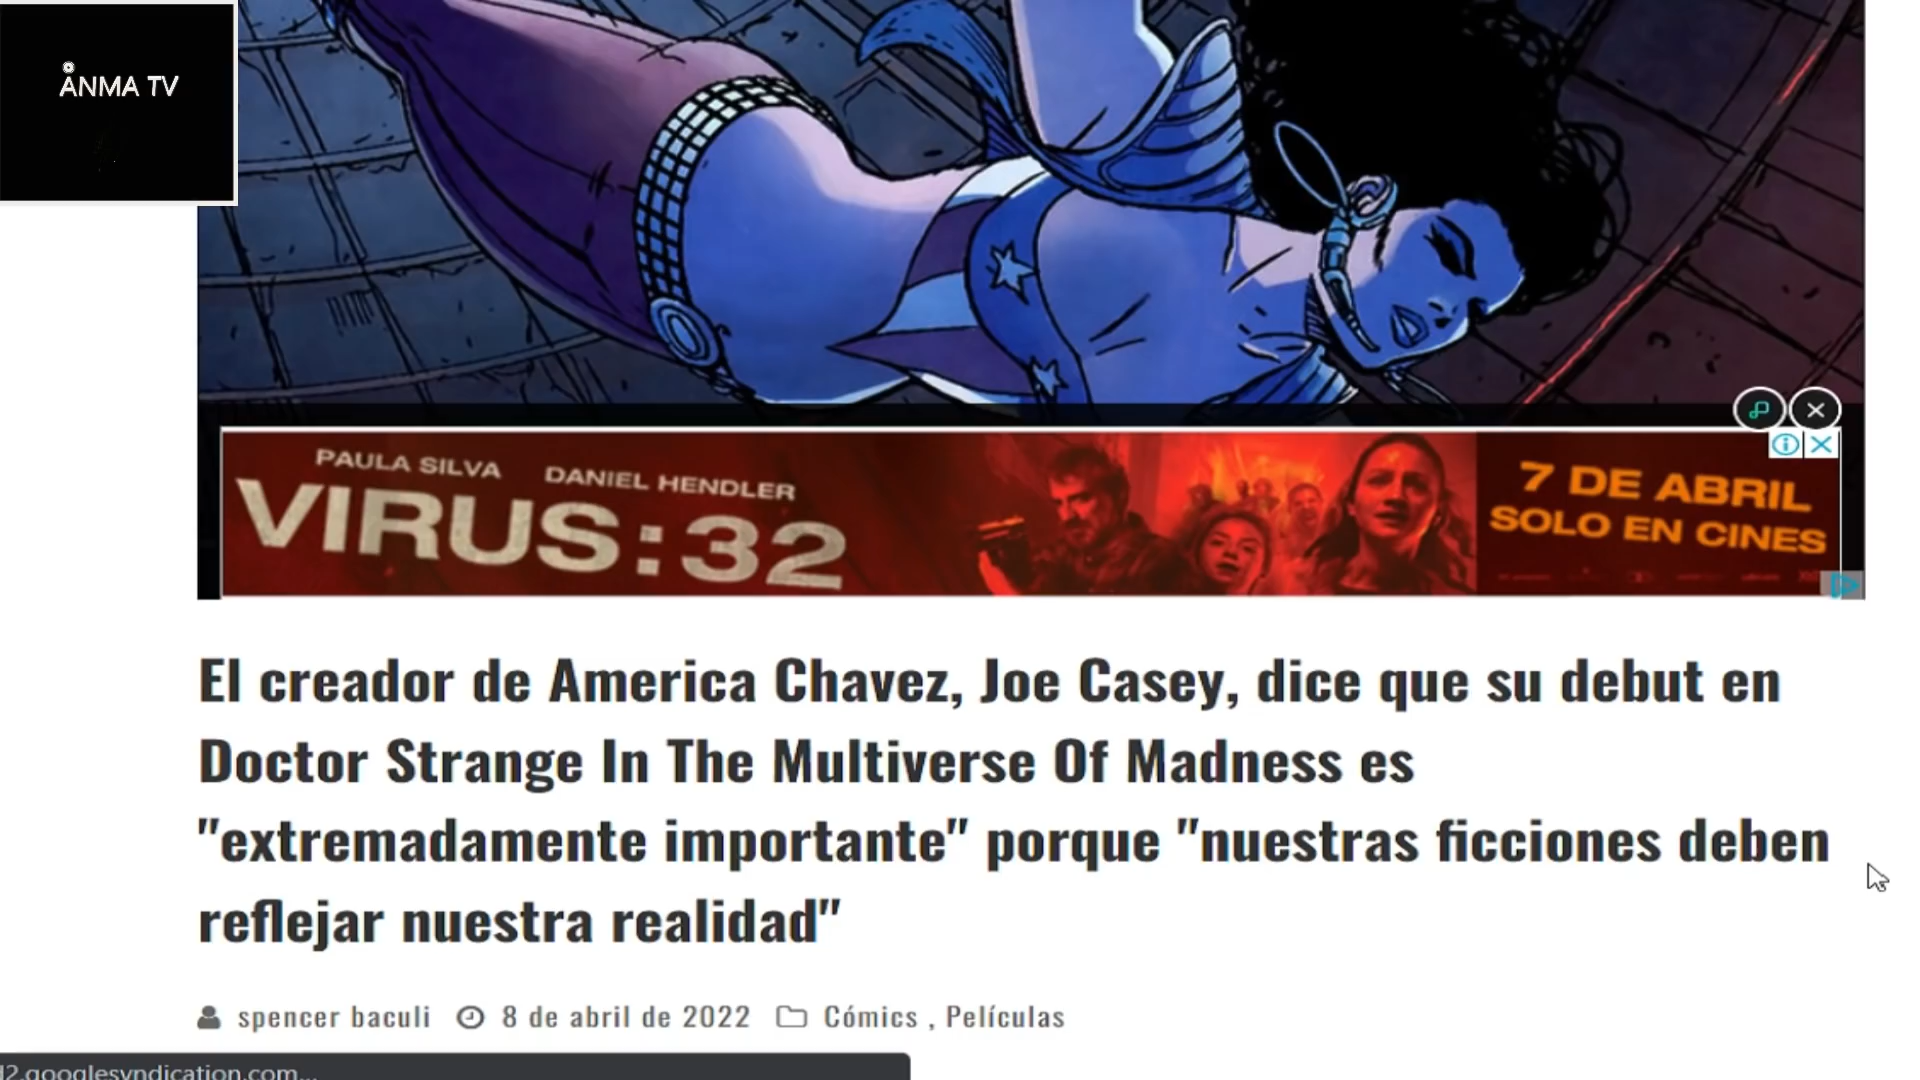 ÅNMA TV
PAULA SILVA DANIEL HENDLER
VIRUS:32
7 DE ABRIL
SOLO EN CINES
El creador de America Chavez, Joe Casey, dice que su debut en
Doctor Strange In The Multiverse Of Madness es
"extremadamente importante" porque "nuestras ficciones deben
reflejar nuestra realidad"
spencer baculi 8 de abril de 2022 Cómics , Películas
d2.googlesyndication.com...